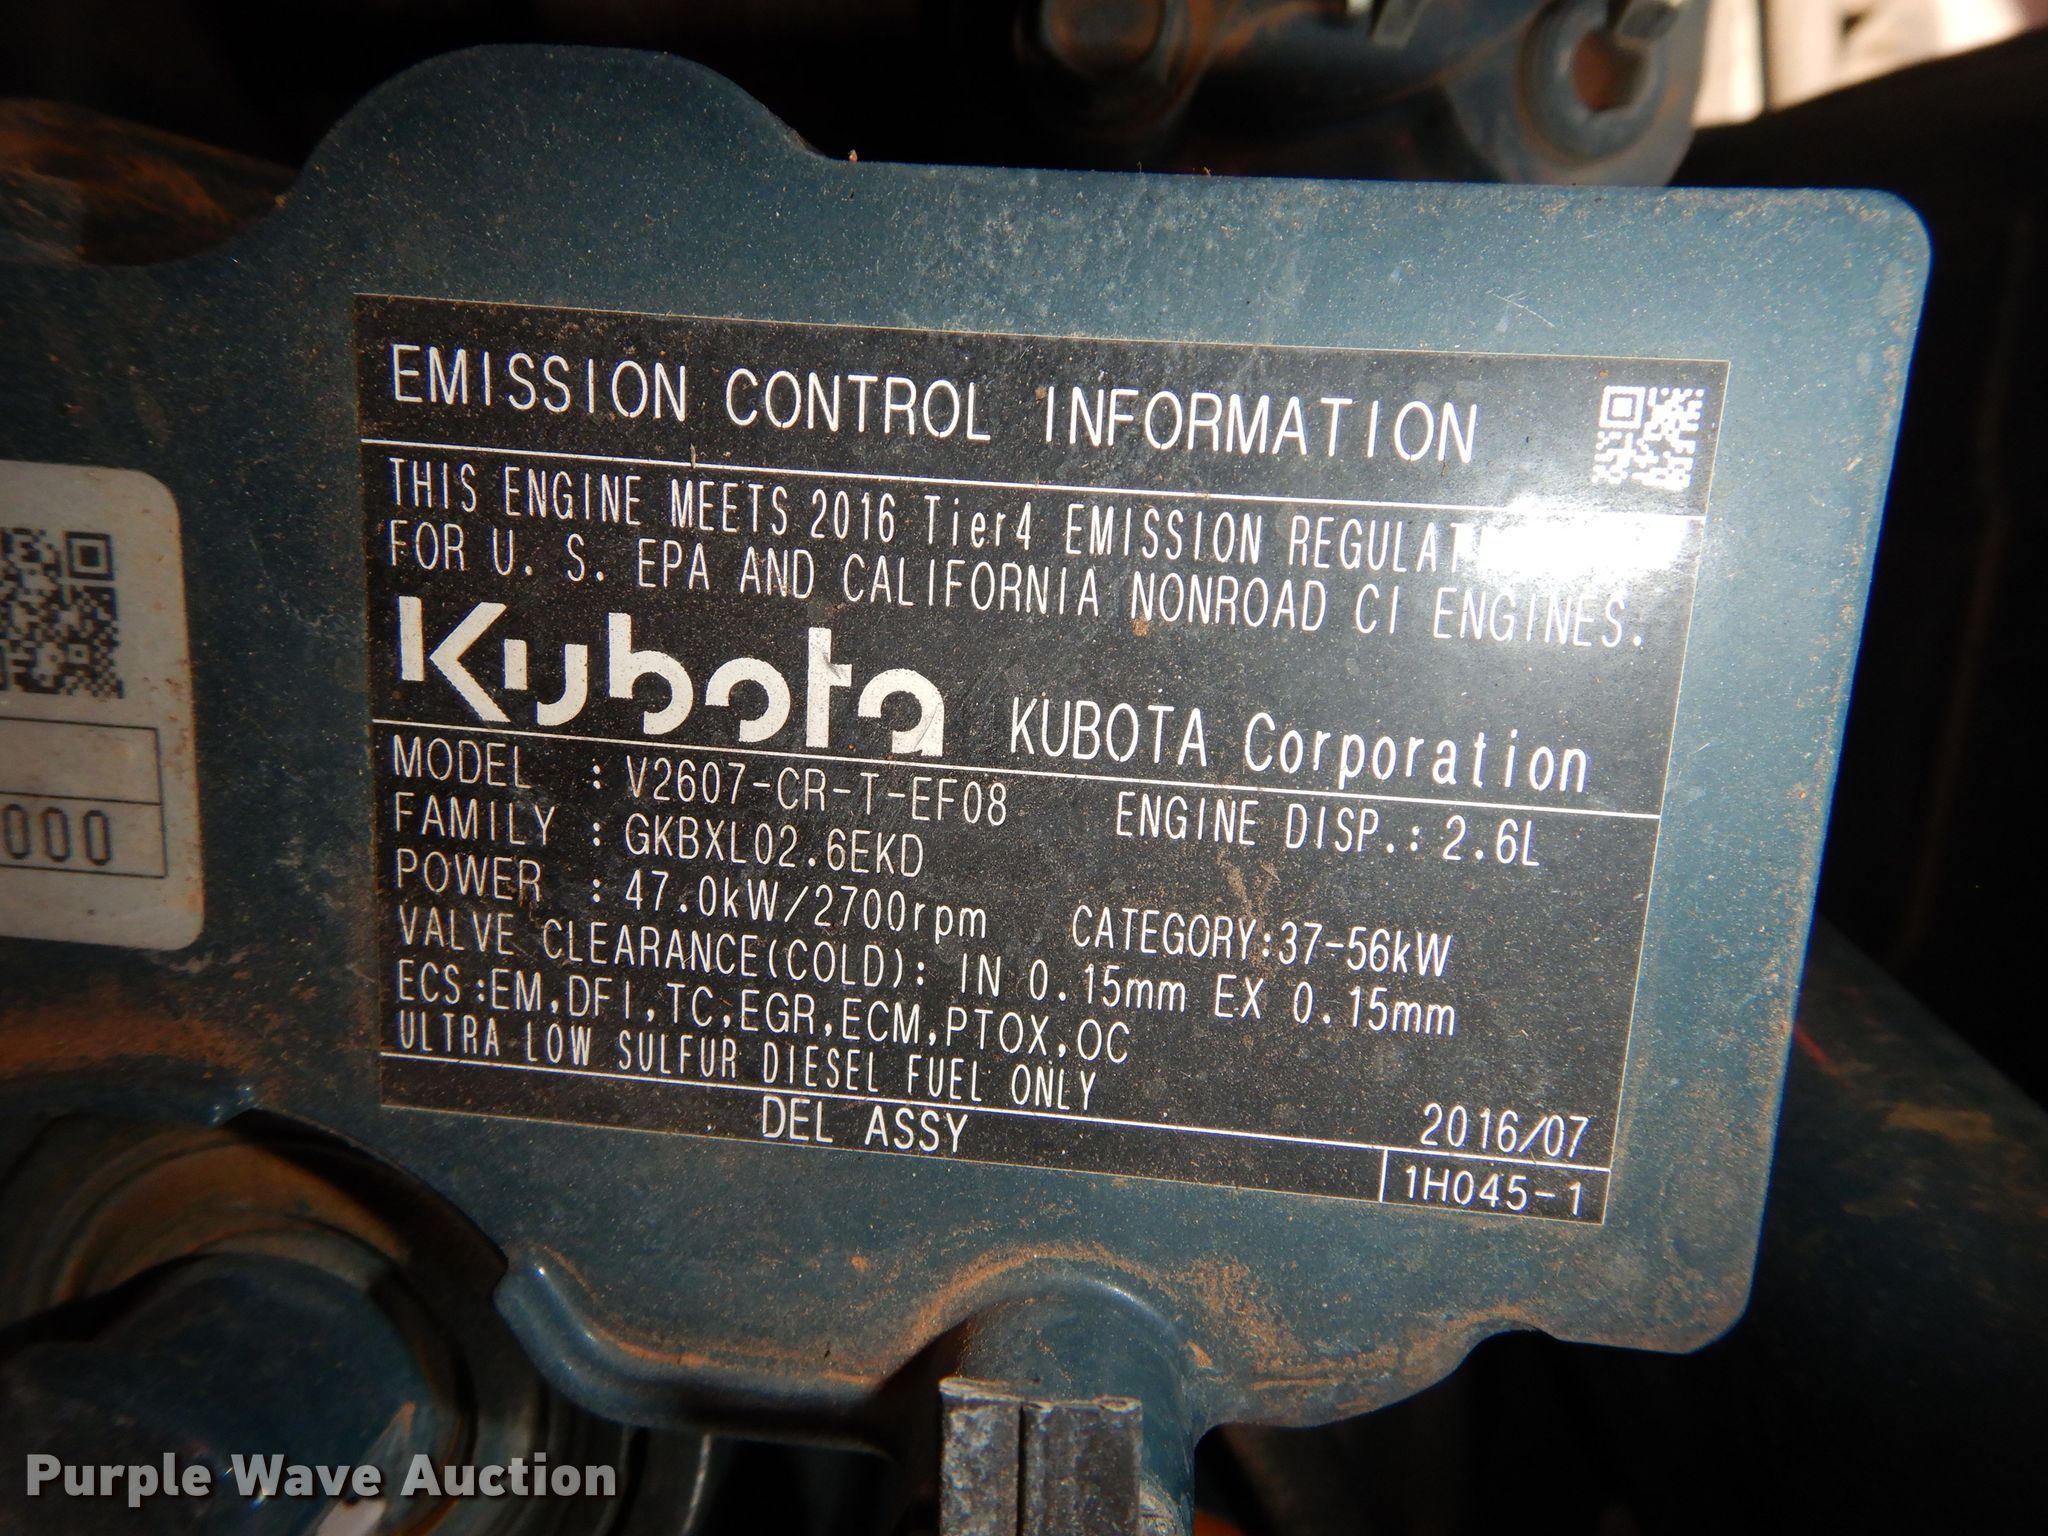 EMISSION CONTROL INFORMATION
THIS ENGINE MEETS 2016 Tier4 EMISSION REGULAT
FOR U. S. EPA AND CALIFORNIA NONROAD CI ENGINES.
Kubota KUBOTA Corporation
MODEL : V2607-CR-T-EF08 ENGINE DISP.: 2.6L
FAMILY : GKBXL02.6EKD
POWER : 47.0kW/2700rpm CATEGORY:37-56kW
VALVE CLEARANCE(COLD): IN 0.15mm EX 0.15mm
ECS:EM,DFI,TC,EGR,ECM,PTOX,OC
ULTRA LOW SULFUR DIESEL FUEL ONLY
2016/07
DEL ASSY
1H045-1
000
Purple Wave Auction